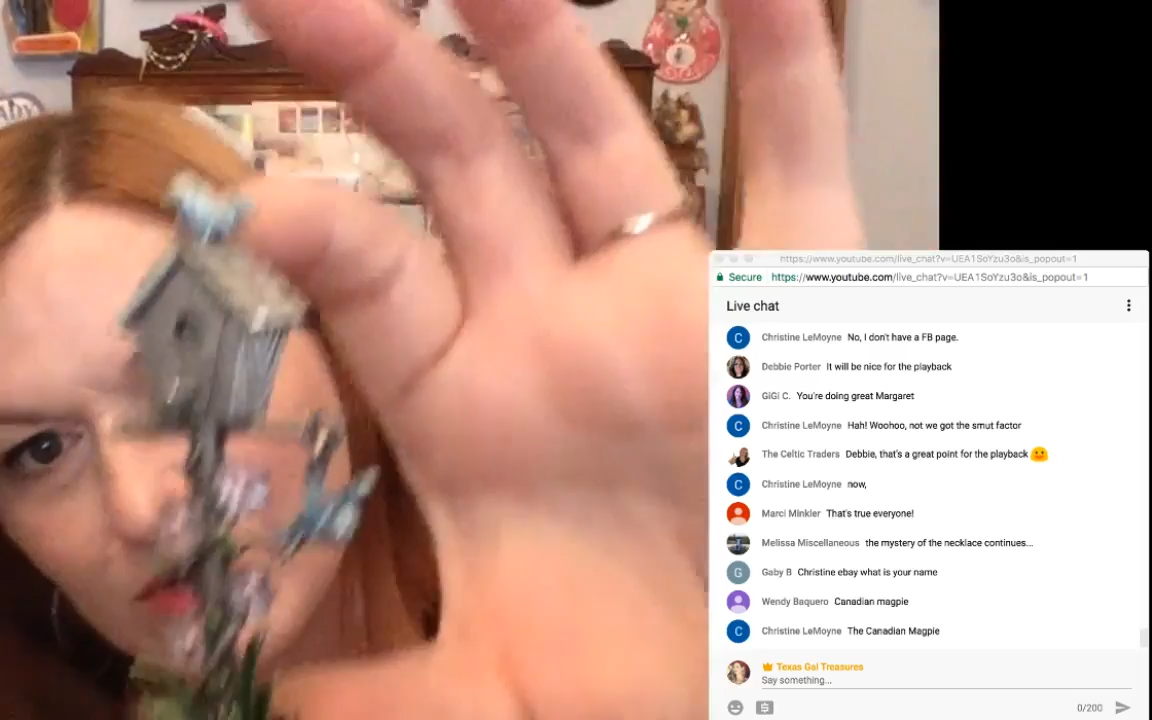 https://www.youtube.com/live_chat?v=UEA1SoYzu3o&is_popout=1
Secure https://www.youtube.com/live_chat?v=UEA1SoYzu3o&is_popout=1
Live chat
Christine LeMoyne No, I don't have a FB page.
Debbie Porter It will be nice for the playback
GiGi C. You're doing great Margaret
Christine LeMoyne Hah! Woohoo, not we got the smut factor
The Celtic Traders Debbie, that's a great point for the playback
Christine LeMoyne now,
Marci Minkler That's true everyone!
Melissa Miscellaneous the mystery of the necklace continues...
Gaby B Christine ebay what is your name
Wendy Baquero Canadian magpie
Christine LeMoyne The Canadian Magpie
Texas Gal Treasures
Say something...
0/200